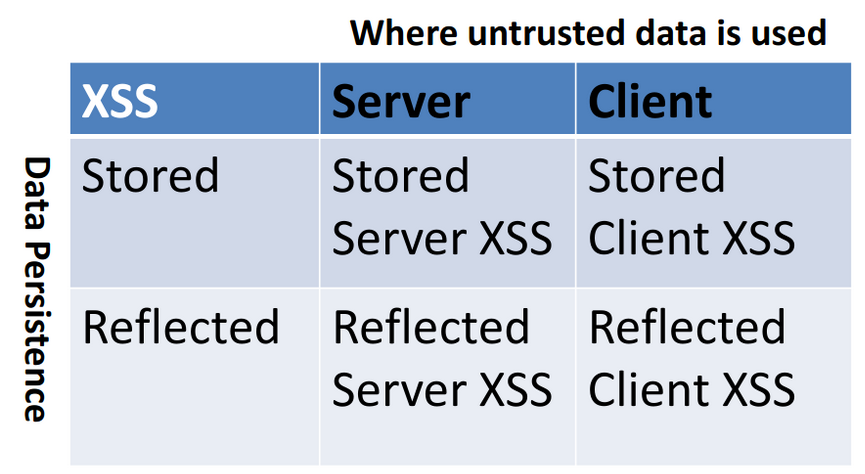 Where untrusted data is used
XSS Server Client
Data Persistence
Stored Stored Stored
Server XSS Client XSS
Reflected Reflected Reflected
Server XSS Client XSS